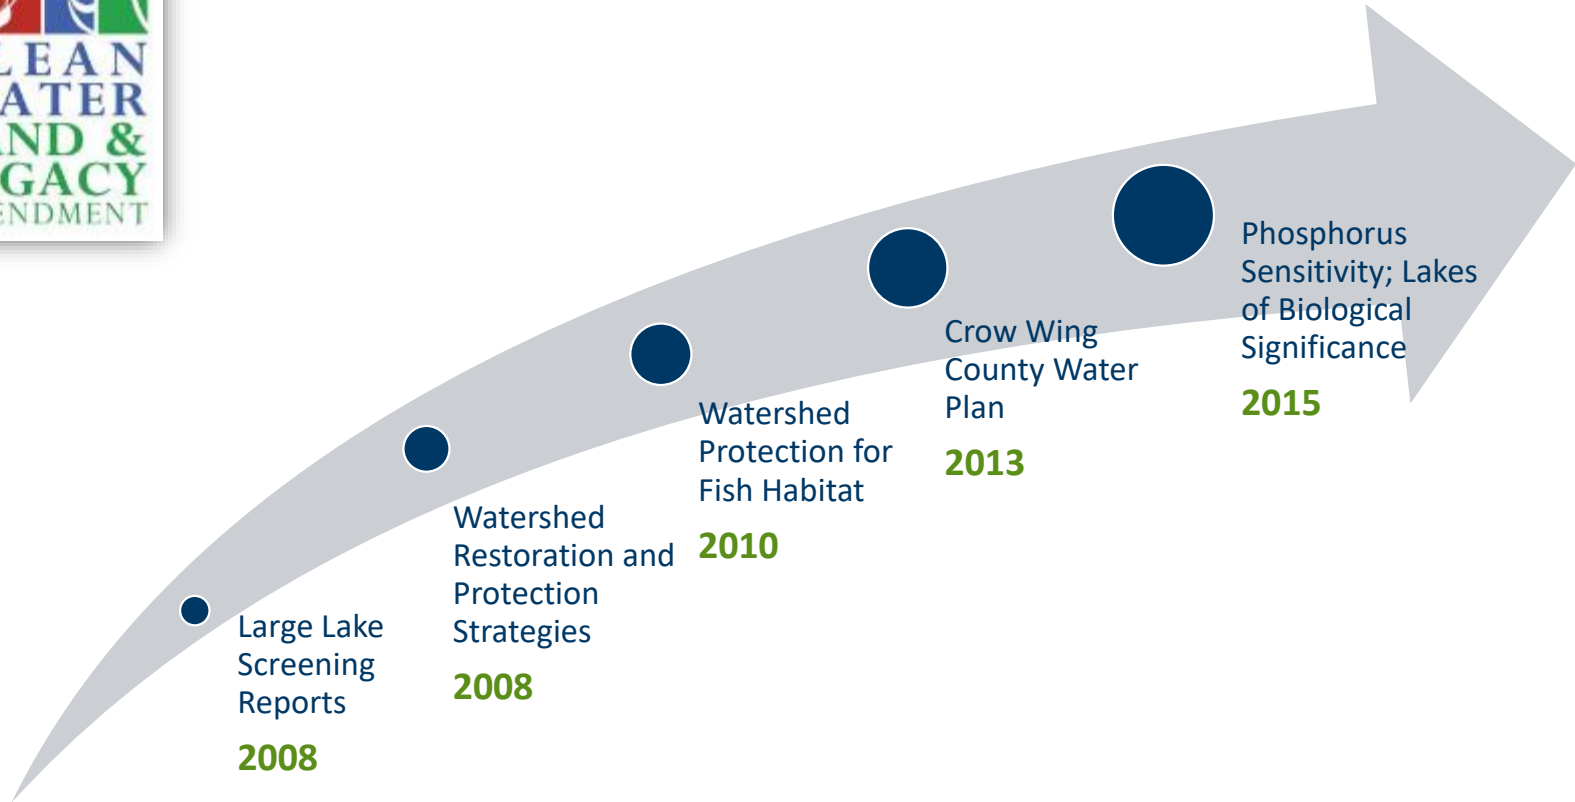 LEAN
ATER
ND &
GACY
ENDMENT
Large Lake
Screening
Reports
2008
Watershed
Restoration and
Protection
Strategies
2008
Watershed
Protection for
Fish Habitat
2010
Crow Wing
County Water
Plan
2013
Phosphorus
Sensitivity; Lakes
of Biological
Significance
2015